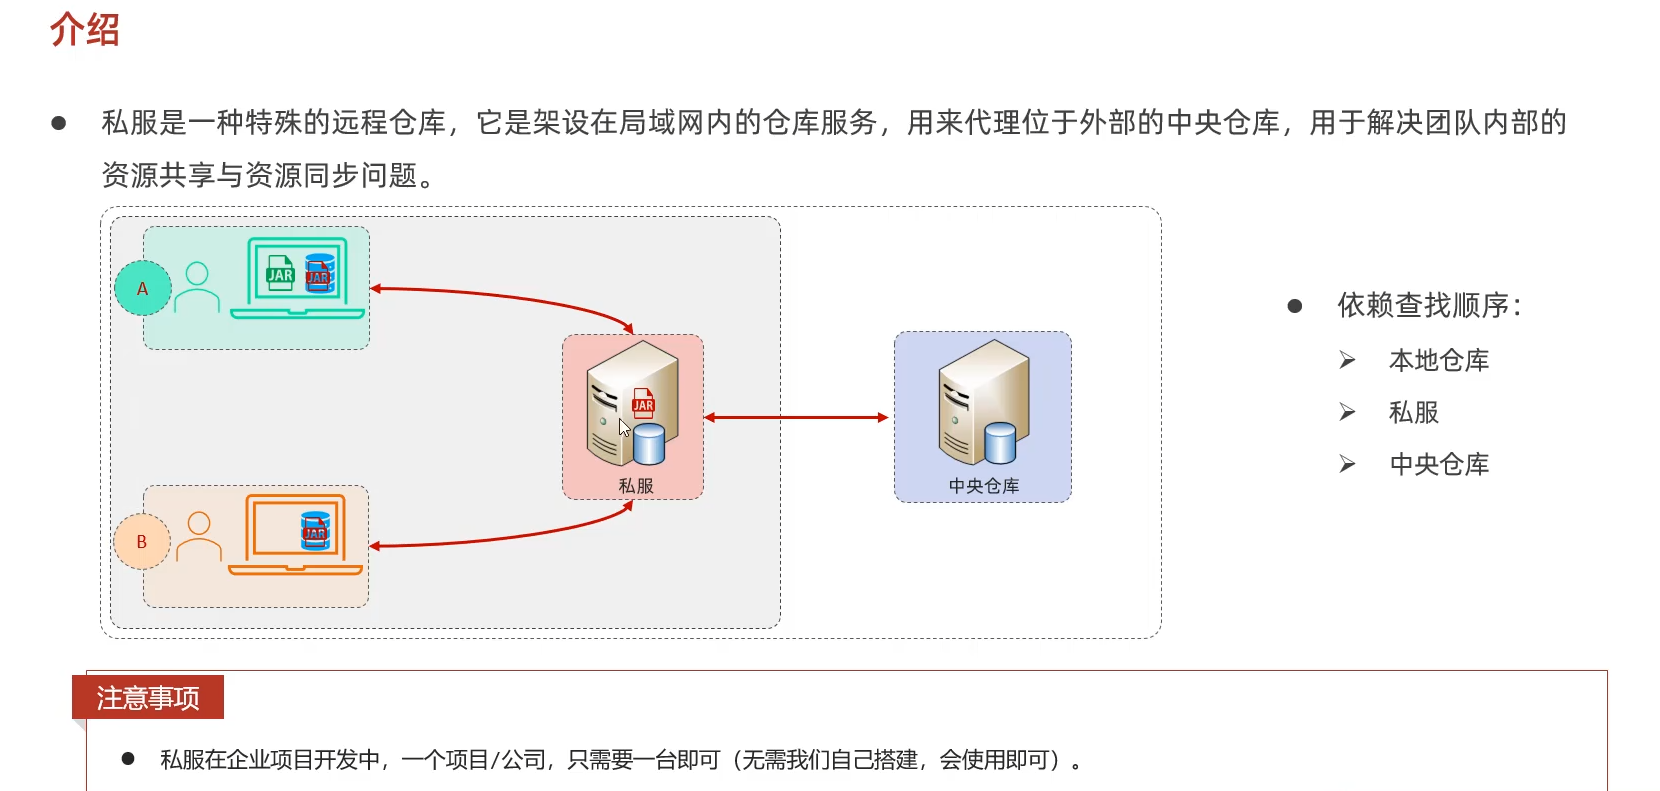 介绍
私服是一种特殊的远程仓库，它是架设在局域网内的仓库服务，用来代理位于外部的中央仓库，用于解决团队内部的
资源共享与资源同步问题。
A
JAR
JAR
JAR
私服
中央仓库
B
JAR
依赖查找顺序：
本地仓库
私服
中央仓库
注意事项
私服在企业项目开发中，一个项目/公司，只需要一台即可（无需我们自己搭建，会使用即可）。